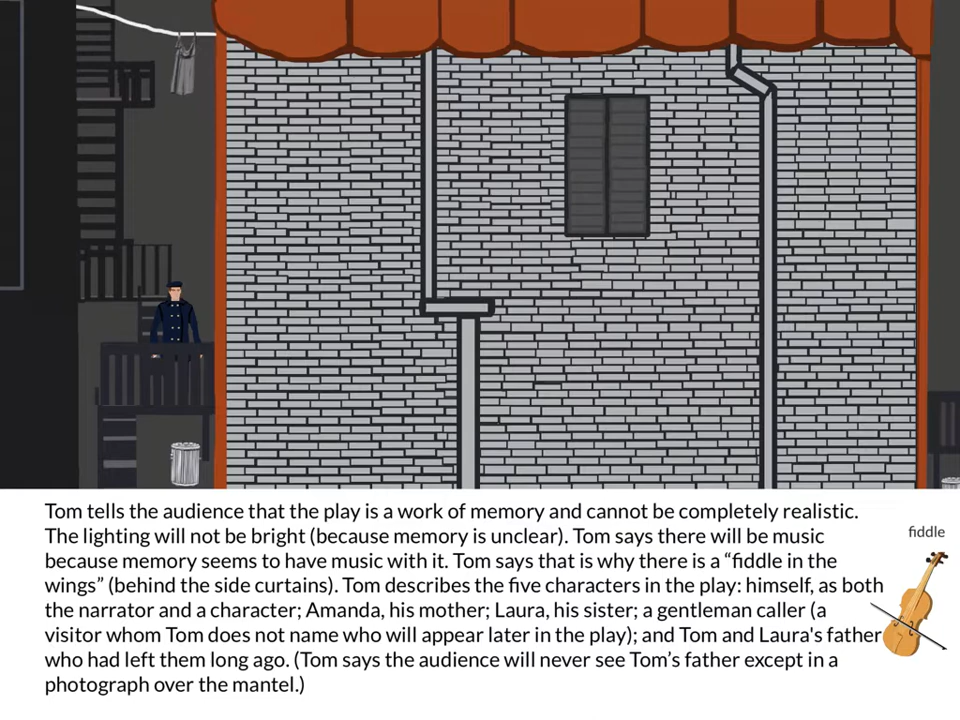 Tom tells the audience that the play is a work of memory and cannot be completely realistic.
The lighting will not be bright (because memory is unclear). Tom says there will be music
because memory seems to have music with it. Tom says that is why there is a “fiddle in the
wings” (behind the side curtains). Tom describes the five characters in the play: himself, as both
the narrator and a character; Amanda, his mother; Laura, his sister; a gentleman caller (a
visitor whom Tom does not name who will appear later in the play); and Tom and Laura's father
who had left them long ago. (Tom says the audience will never see Tom’s father except in a
photograph over the mantel.)
fiddle